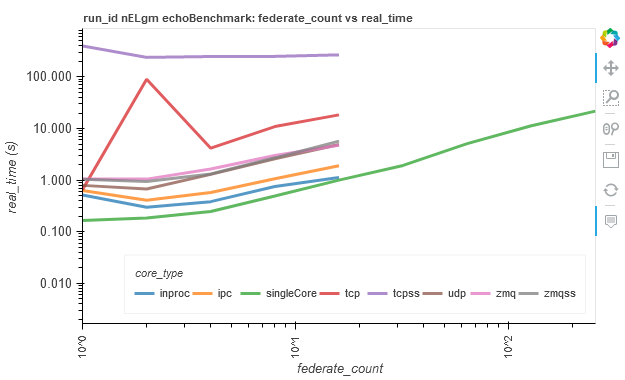 run_id nELgm echoBenchmark: federate_count vs real_time
real_time (s)
100.000
10.000
1.000
0.100
0.010
core_type
inproc ipc singleCore tcp tcpss udp zmq zmqss
10^0 10^1 10^2
federate_count